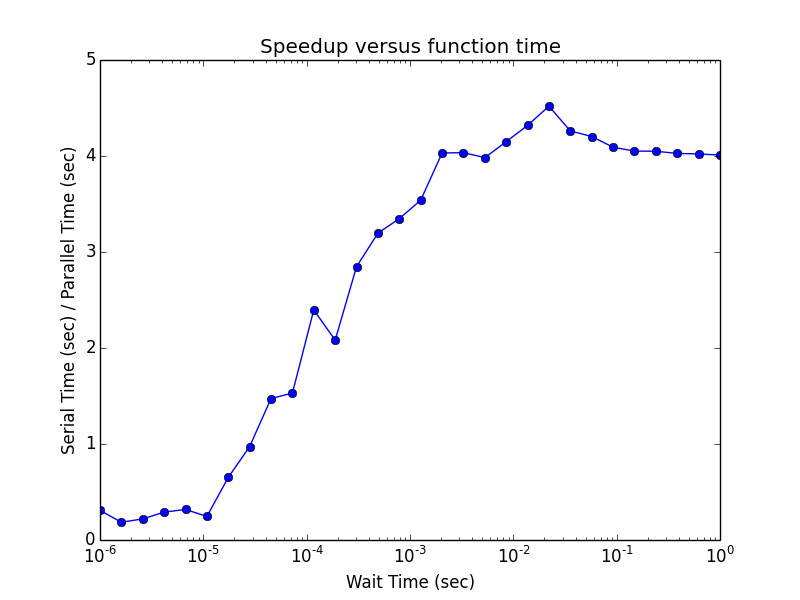 Speedup versus function time
5
4
3
2
1
0
Serial Time (sec) / Parallel Time (sec)
10^-6 10^-5 10^-4 10^-3 10^-2 10^-1 10^0
Wait Time (sec)